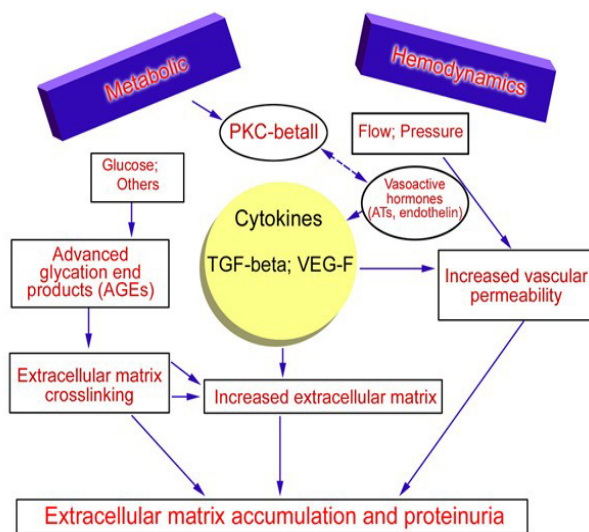 Metabolic
Hemodynamics
PKC-betaII
Flow; Pressure
Glucose;
Others
Vasoactive
hormones
(ATs, endothelin)
Cytokines
TGF-beta; VEG-F
Advanced
glycation end
products (AGEs)
Increased vascular
permeability
Extracellular matrix
crosslinking
Increased extracellular matrix
Extracellular matrix accumulation and proteinuria